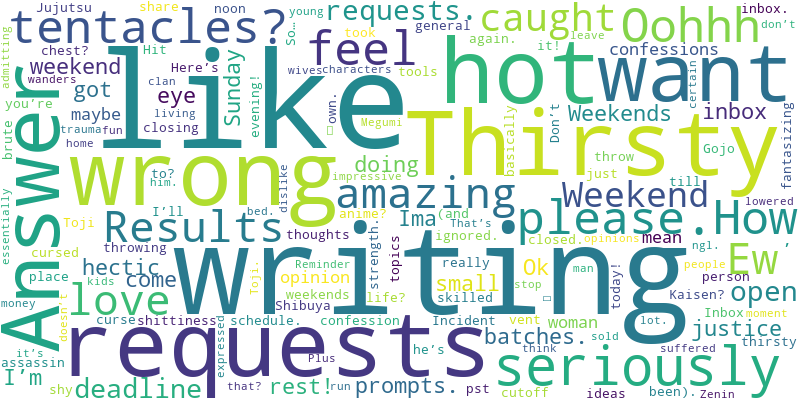 Jujutsu share noon young requests. caught Oohhh inbox.
tentacles? So… general again. it! don't
admitting chest? Hit took feel hot want leave
weekend Here's wives characters tools confessions certain
wanders like
you're got eye Sunday evening! own. Weekends inbox
maybe clan closing living Megumi Don't
brute trauma fun Thirsty fantasizing
home wrong to? doing basically throw just Gojo
Answer him. impressive till lowered
essentially I'll bed. dislike amazing Weekend
Toji Results anime? (and That's ignored. please. How
cursed throwing thoughts Ima closed. opinions mean ngl. Ew ,
hectic Toji. Reminder opinion strength. topics really Ok people
place come weekends life? small man person open
doesn't kids love writing skilled stop today! sold
money curse shittiness schedule. Shibuya Incident vent woman lot. Inbox moment
it's expressed confession he's batches. justice
assassin requests think suffered thirsty
I'm shy deadline that? rest! Plus run prompts. pst seriously cutoff ideas been). Zenin